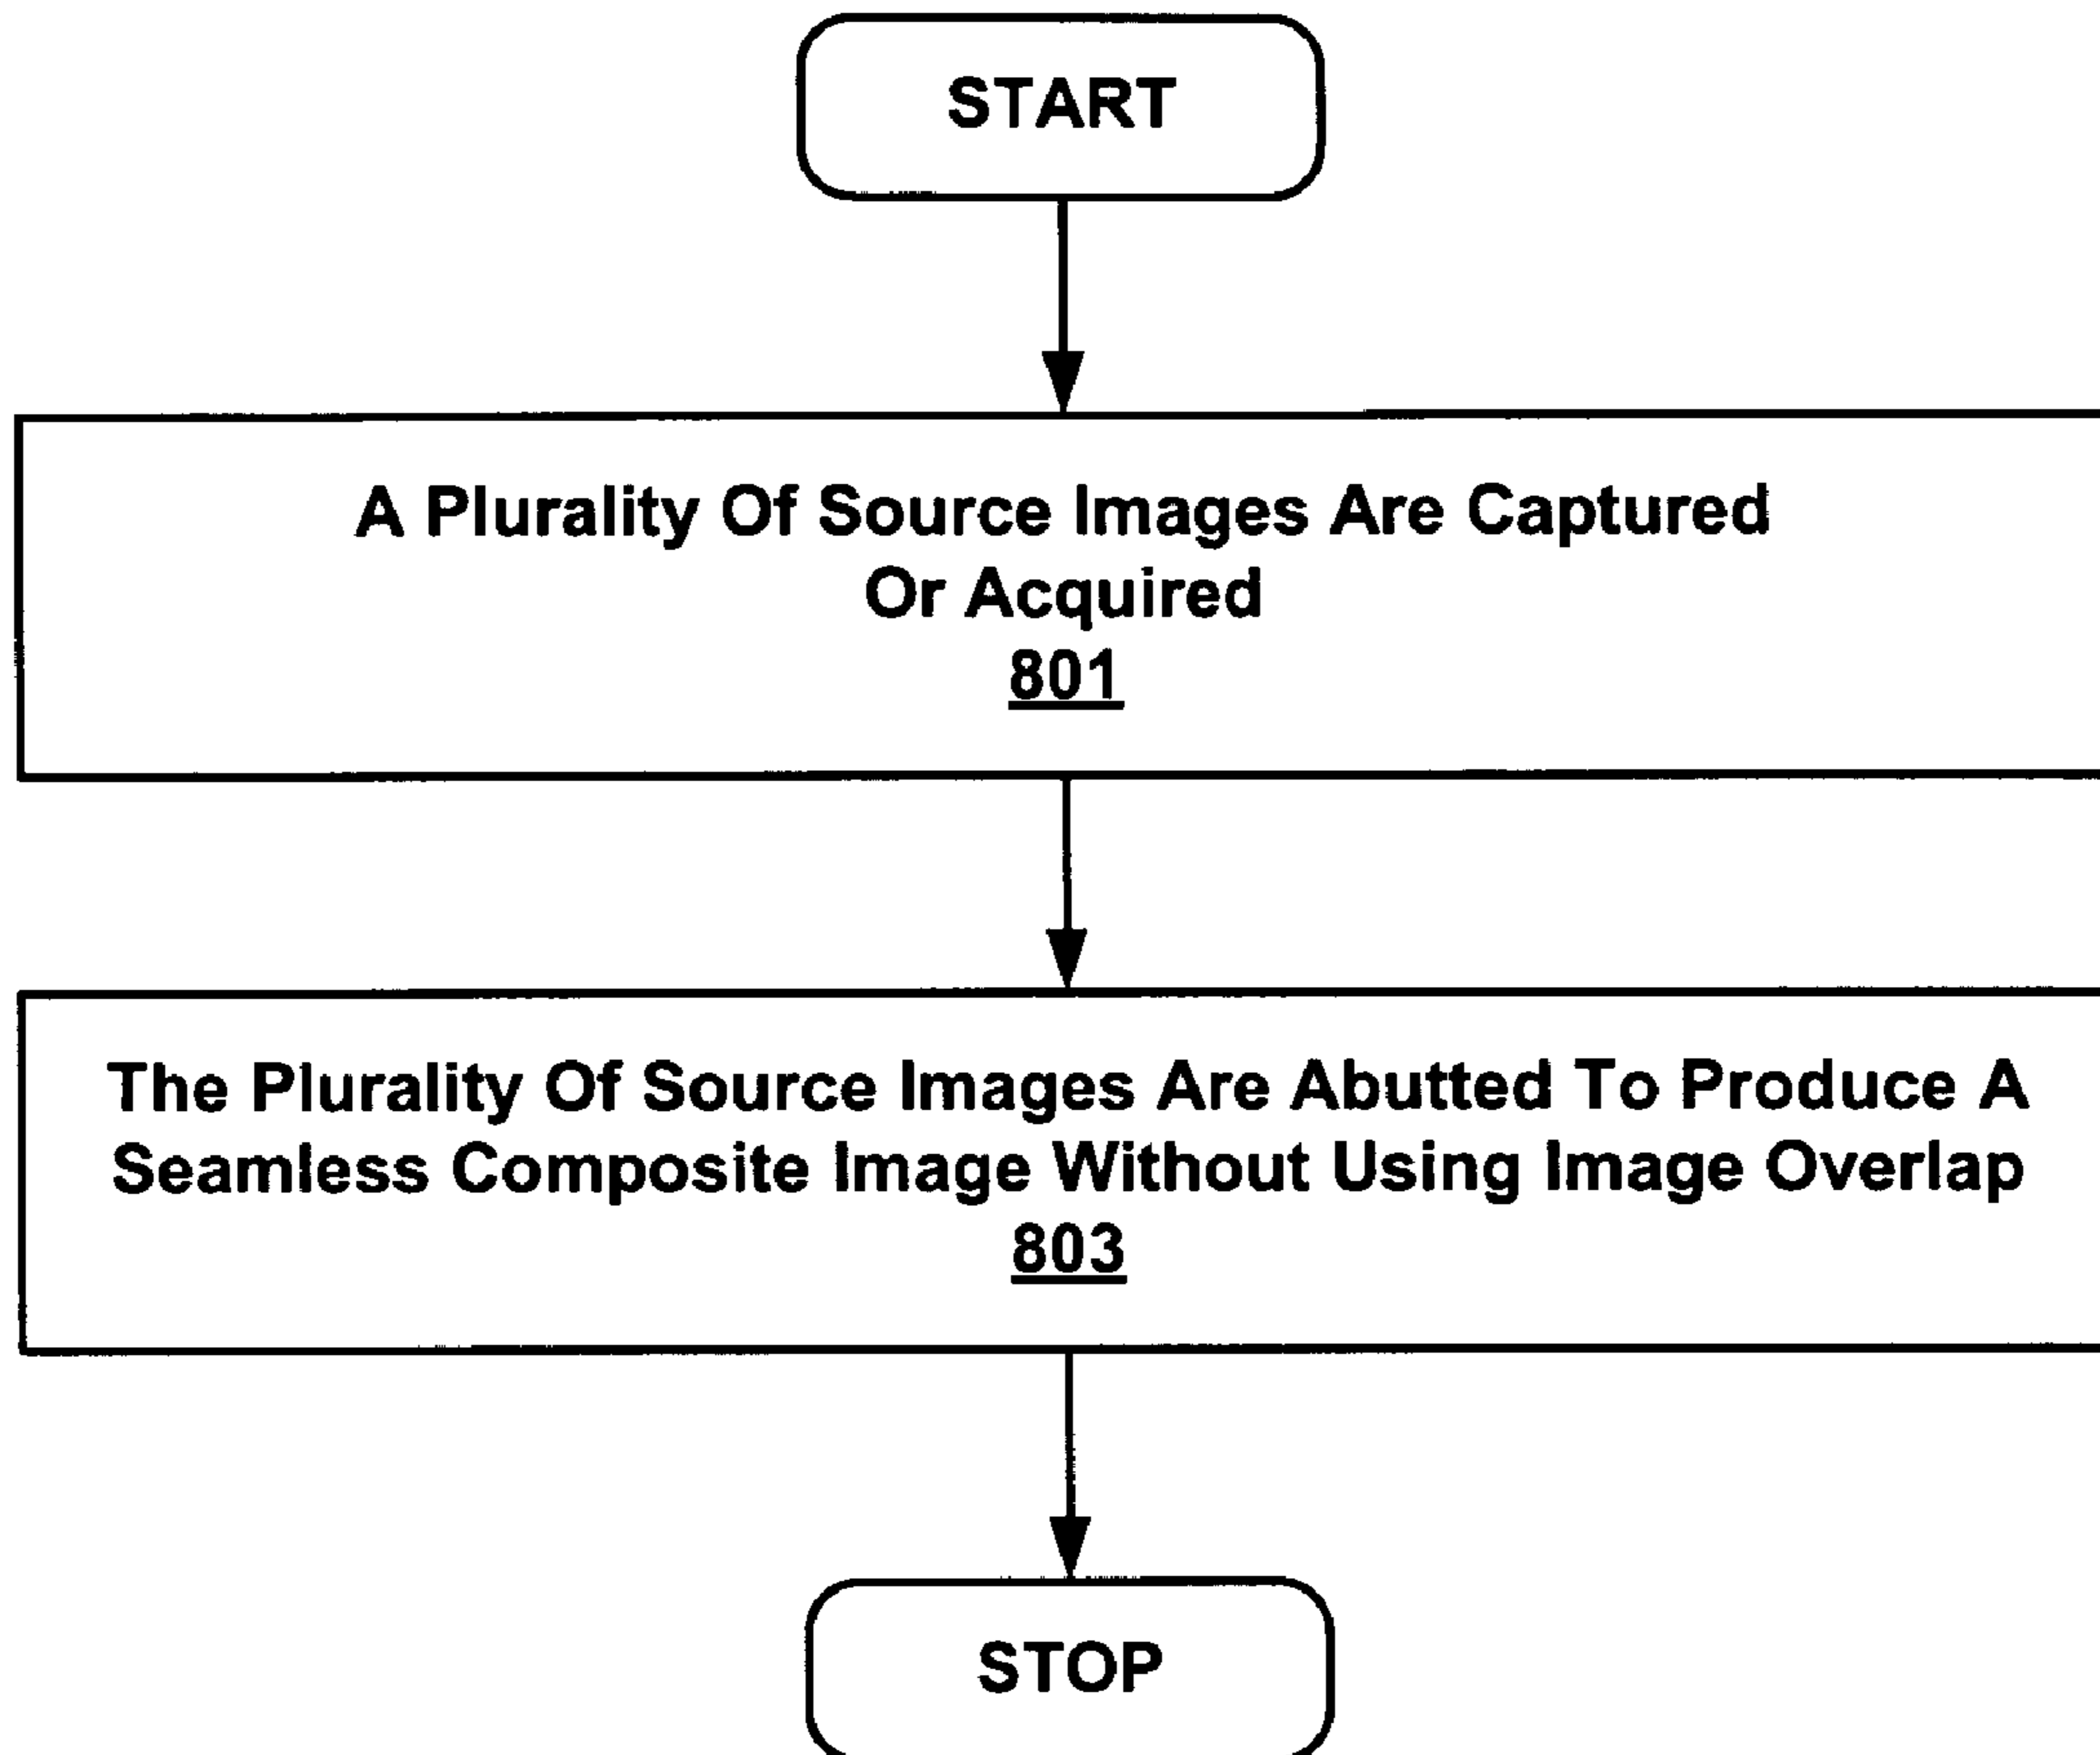 START
A Plurality Of Source Images Are Captured
Or Acquired
801
The Plurality Of Source Images Are Abutted To Produce A
Seamless Composite Image Without Using Image Overlap
803
STOP